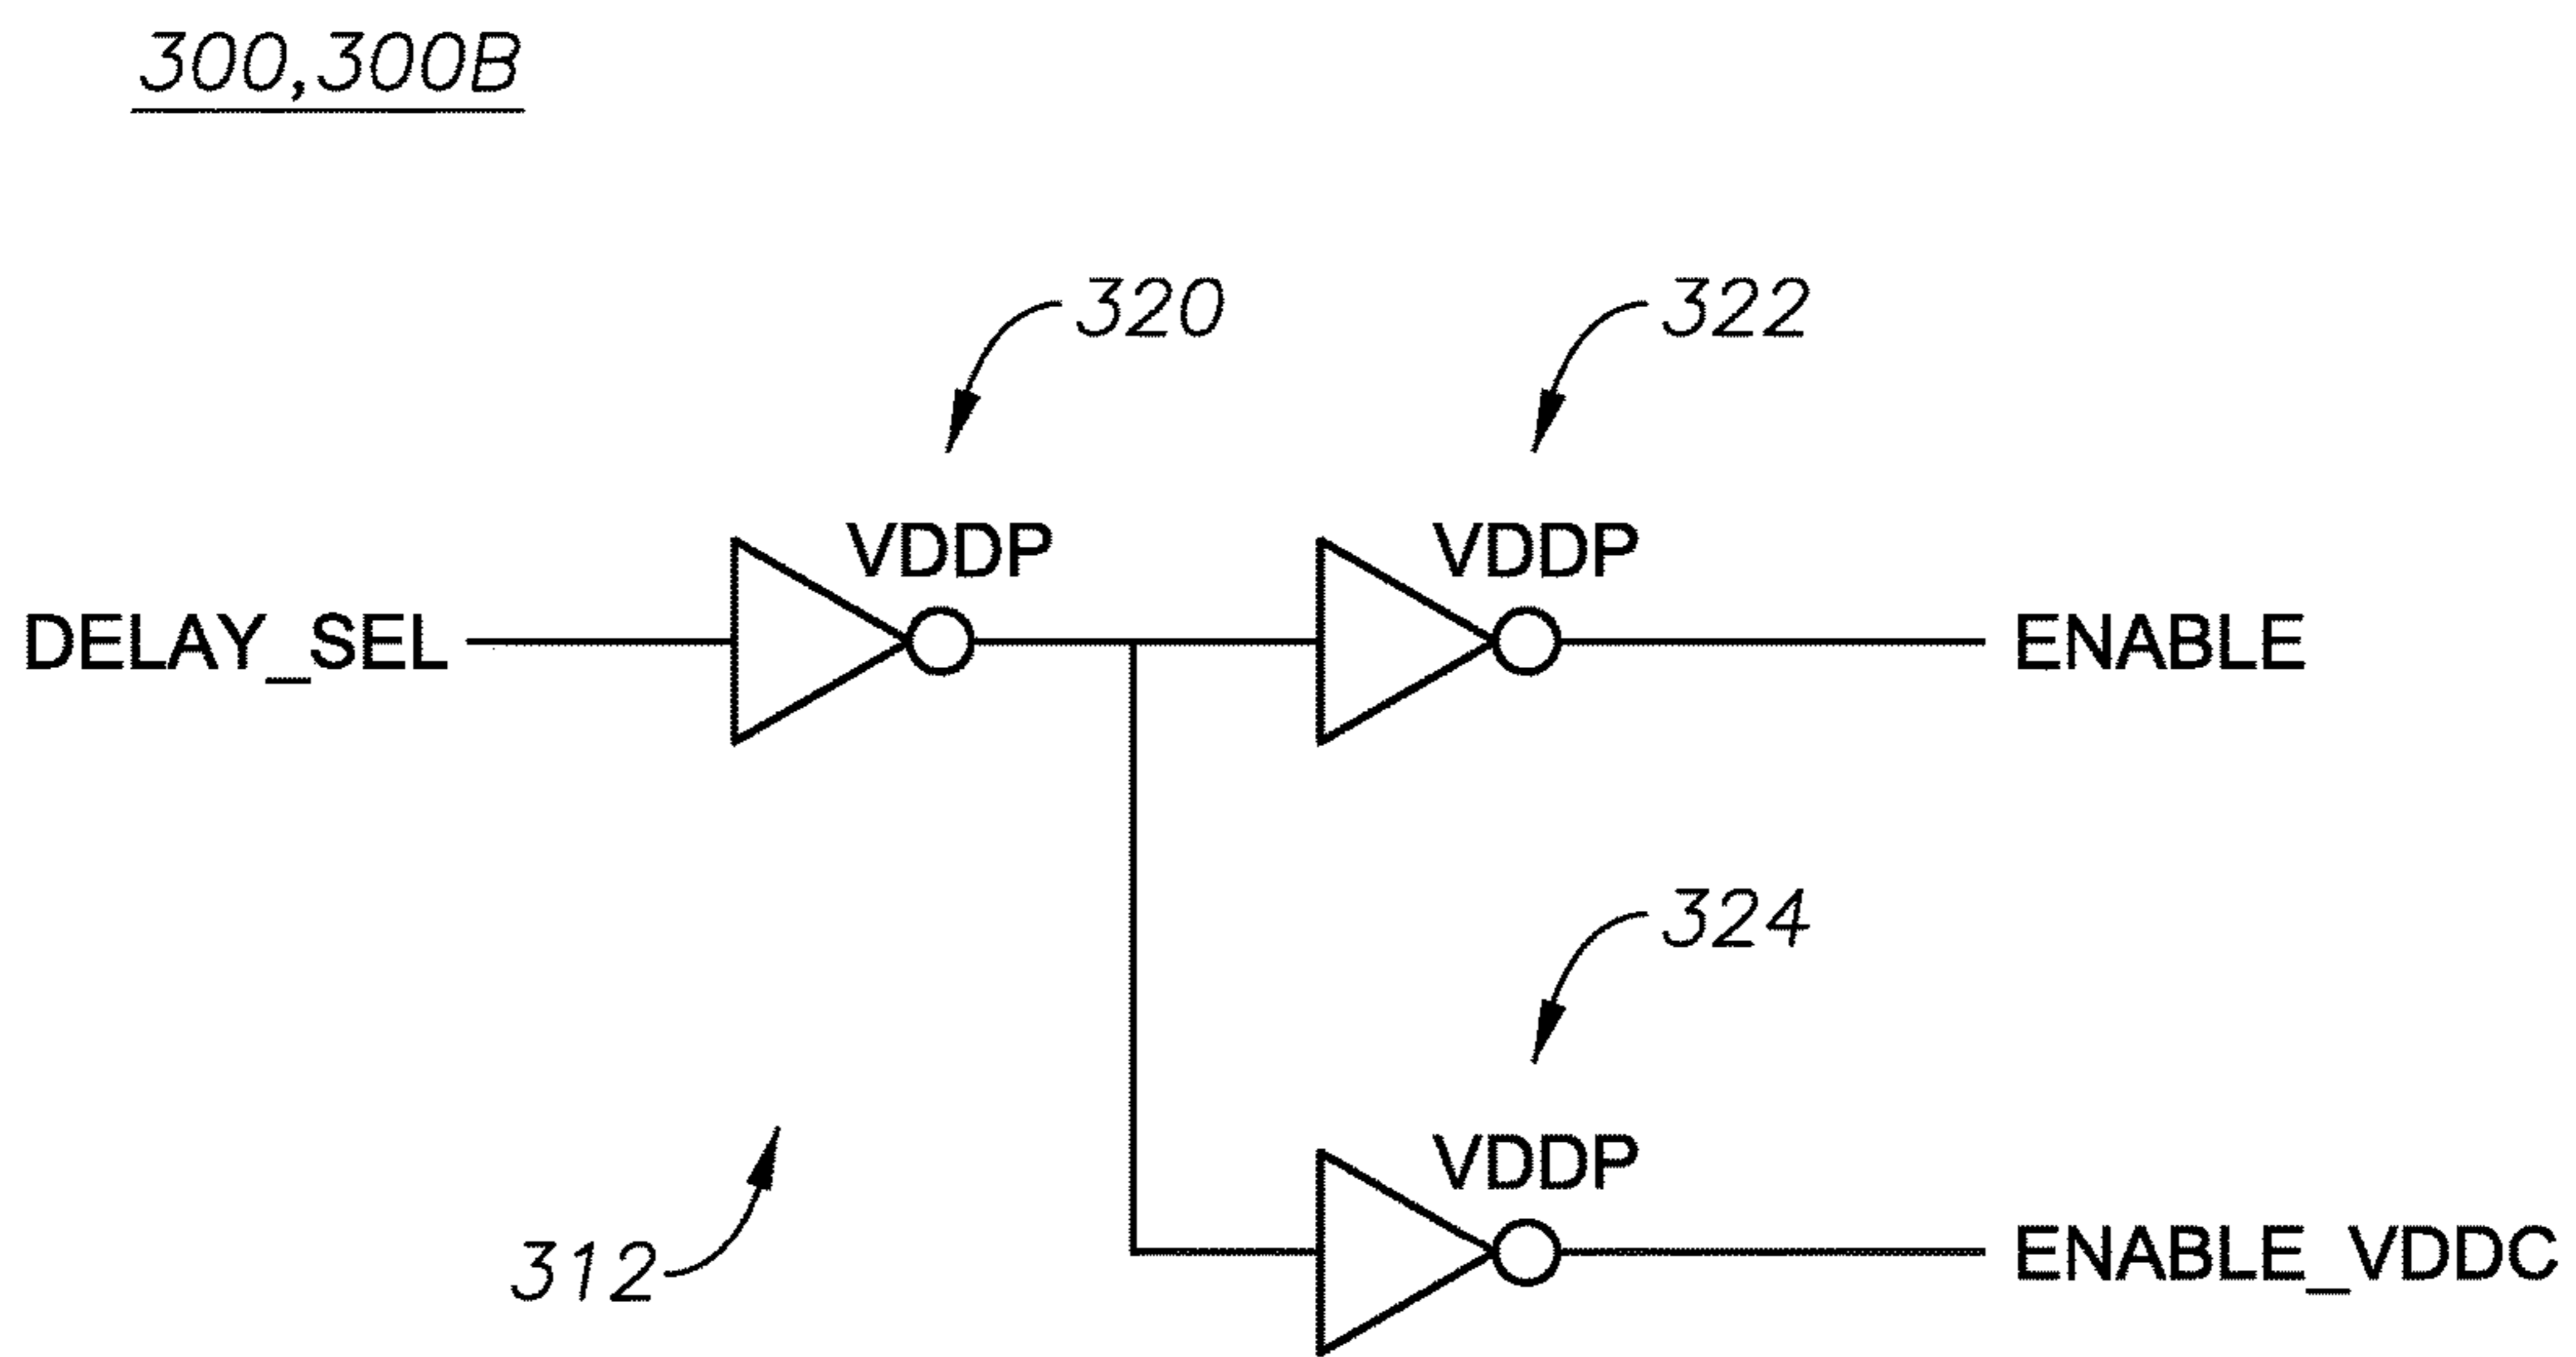 300,300B
320
322
VDDP
VDDP
DELAY_SEL
ENABLE
324
VDDP
312
ENABLE_VDDC